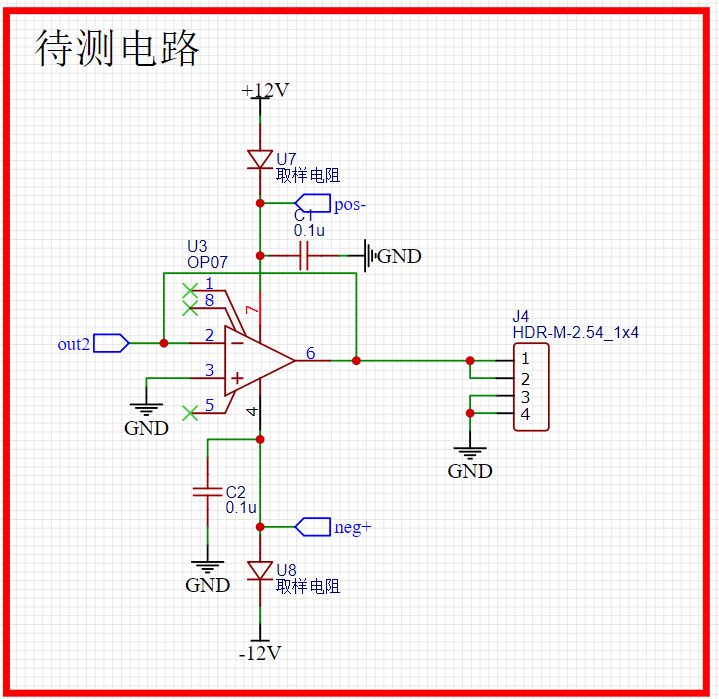 待测电路
+12V
U7
取样电阻
pos-
C1
0.1u
GND
U3
OP07
1
8
7
out2
2
6
3
5
4
GND
J4
HDR-M-2.54_1x4
1
2
3
4
GND
C2
0.1u
GND
neg+
U8
取样电阻
-12V